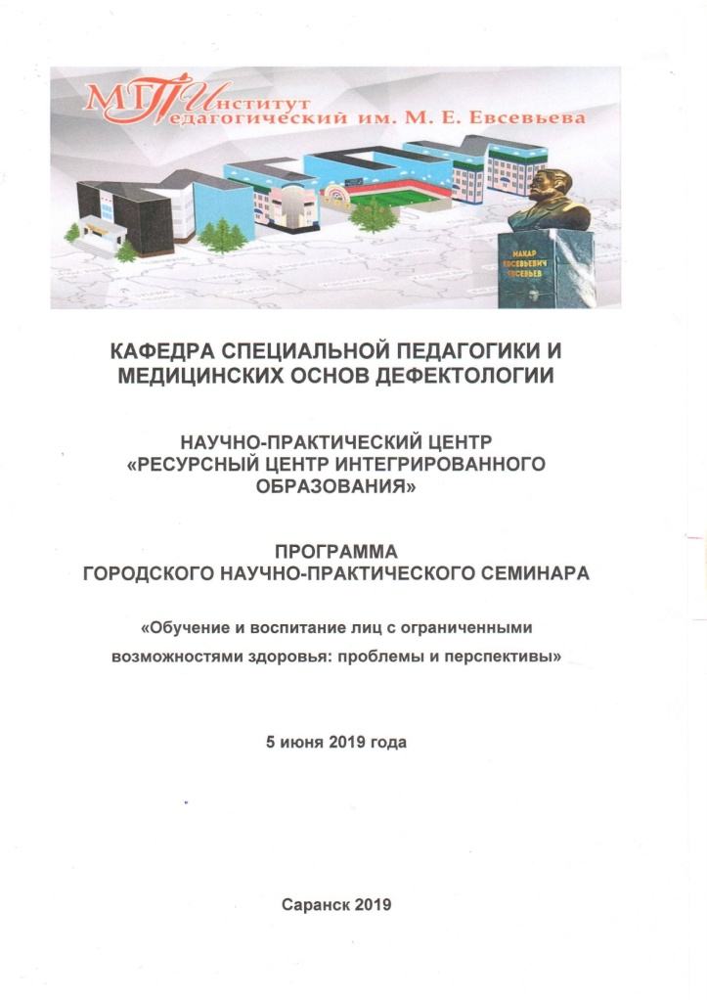 МГПИнститут
Педагогический им. М. Е. Евсевьева
МАКАР
ЕВСЕВЬЕВИЧ
ЕВСЕВЬЕВ
КАФЕДРА СПЕЦИАЛЬНОЙ ПЕДАГОГИКИ И
МЕДИЦИНСКИХ ОСНОВ ДЕФЕКТОЛОГИИ
НАУЧНО-ПРАКТИЧЕСКИЙ ЦЕНТР
«РЕСУРСНЫЙ ЦЕНТР ИНТЕГРИРОВАННОГО
ОБРАЗОВАНИЯ»
ПРОГРАММА
ГОРОДСКОГО НАУЧНО-ПРАКТИЧЕСКОГО СЕМИНАРА
«Обучение и воспитание лиц с ограниченными
возможностями здоровья: проблемы и перспективы»
5 июня 2019 года
Саранск 2019